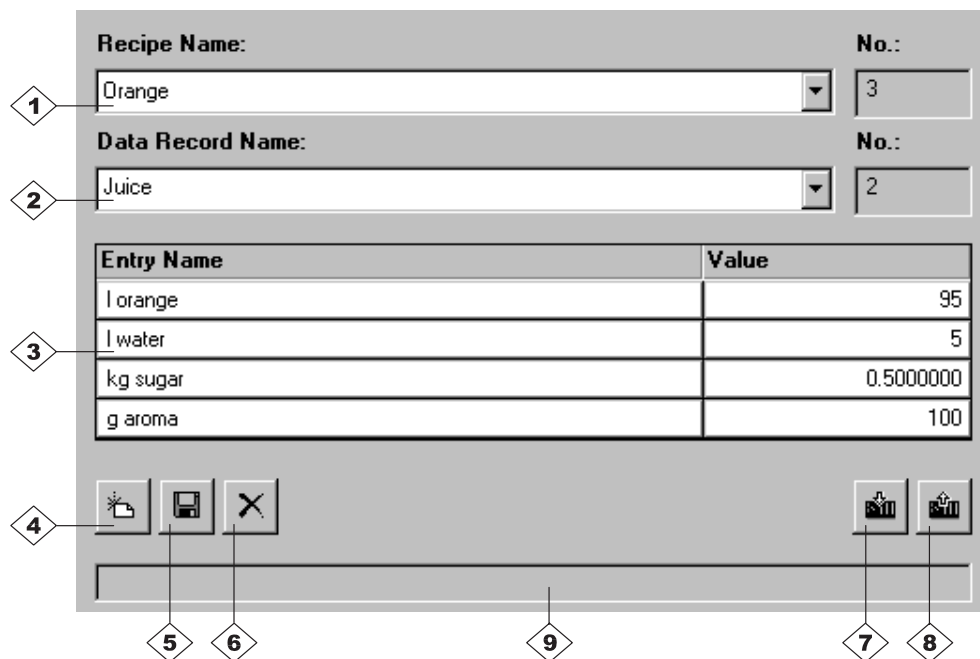 Recipe Name: No.:
1 Orange 3
Data Record Name: No.:
2 Juice 2
Entry Name Value
l orange 95
3 l water 5
kg sugar 0.5000000
g aroma 100
4
5 6 9 7 8